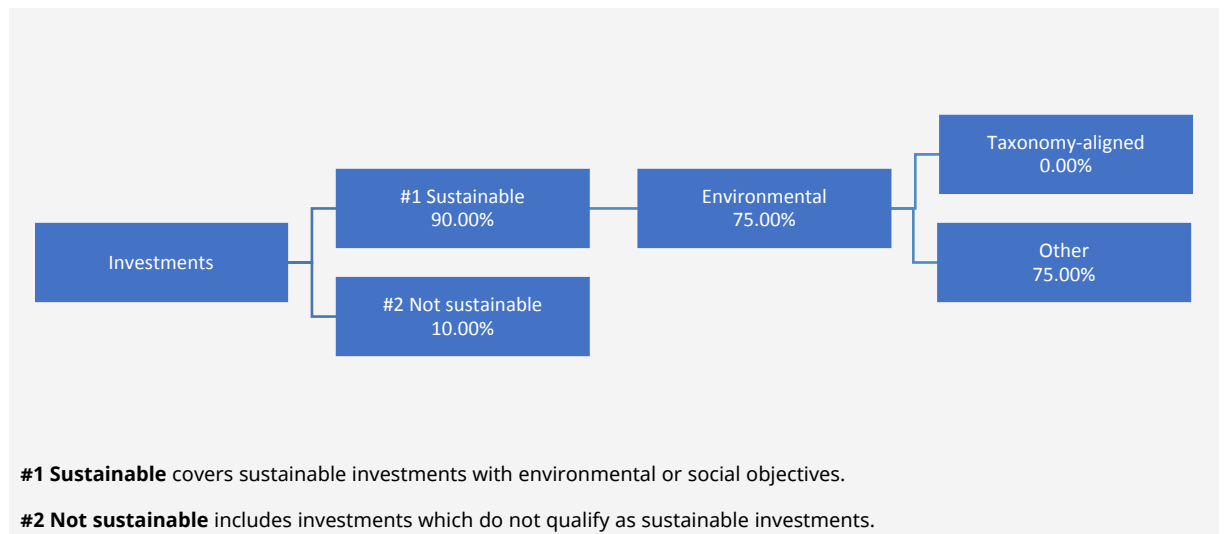 Investments
#1 Sustainable
90.00%
#2 Not sustainable
10.00%
Environmental
75.00%
Taxonomy-aligned
0.00%
Other
75.00%
#1 Sustainable covers sustainable investments with environmental or social objectives.
#2 Not sustainable includes investments which do not qualify as sustainable investments.